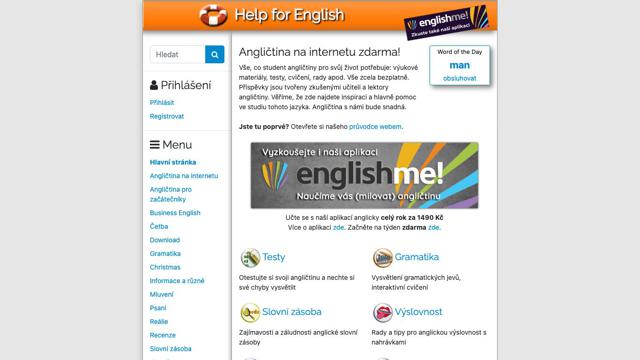 Help for English
englishme!
Zkuste také naši aplikaci
Hledat
Přihlášení
Přihlásit
Registrovat
Menu
Hlavní stránka
Angličtina na internetu
Angličtina pro
začátečníky
Business English
Četba
Download
Gramatika
Christmas
Informace a různé
Mluvení
Psaní
Reálie
Recenze
Slovní zásoba
Angličtina na internetu zdarma!
Vše, co student angličtiny pro svůj život potřebuje: výukové
materiály, testy, cvičení, rady apod. Vše zcela bezplatně.
Příspěvky jsou tvořeny zkušenými učiteli a lektory
angličtiny. Věříme, že zde najdete inspiraci a hlavně pomoc
ve studiu tohoto jazyka. Angličtina s námi bude snadná.
Word of the Day
man
obsluhovat
Jste tu poprvé? Otevřete si našeho průvodce webem.
Vyzkoušejte i naši aplikaci
englishme!
Naučíme vás (milovat) angličtinu
Učte se s naší aplikací anglicky celý rok za 1490 Kč
Více o aplikaci zde. Začněte na týden zdarma zde.
Testy
Otestujte si svoji angličtinu a nechte si
své chyby vysvětlit
Gramatika
Vysvětlení gramatických jevů,
interaktivní cvičení
Slovní zásoba
Zajímavosti a záludnosti anglické slovní
zásoby
Výslovnost
Rady a tipy pro anglickou výslovnost s
nahrávkami